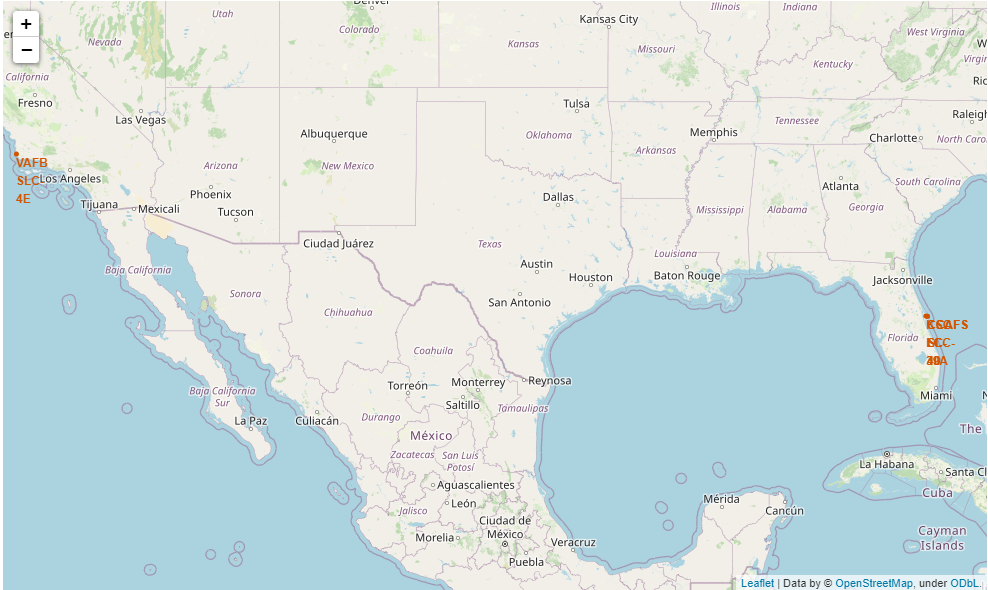 Denver
Utah
Illinois
Indiana
Kansas City
+
Colorado
West Virginia
Nevada
Kansas
Missouri
−
Kentucky
California
Fresno
Tulsa
Las Vegas
Raleigh
Tennessee
Albuquerque
Oklahoma
Memphis
Charlotte
North Caro
Arkansas
VAFB
Arizona
New Mexico
SLC-
Los Angeles
South Carolina
Atlanta
4E
Phoenix
Dallas
Tijuana
Mexicali
Tucson
Mississippi
Alabama
Georgia
Ciudad Juárez
Texas
Louisiana
Austin
Baja California
Houston
Baton Rouge
Jacksonville
Sonora
San Antonio
Chihuahua
Florida
Coahuila
Torreón
Monterrey
Reynosa
Baja California
Sur
Saltillo
Tamaulipas
Miami
La Paz
Culiacán
Durango
México
The
Zacatecas
San Luis
Potosí
La Habana
Santa Cl
Aguascalientes
Cuba
León
Mérida
Jalisco
Cancún
Ciudad de
México
Morelia
Veracruz
Cayman
Islands
Puebla
Leaflet | Data by © OpenStreetMap, under ODbL.